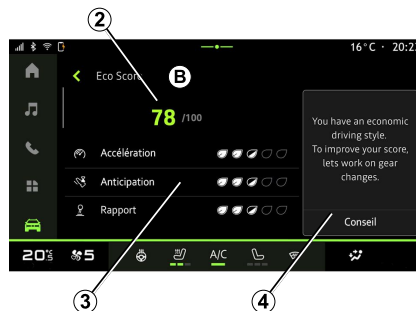 2
16°C · 20:2
Eco Score
B
78 /100
You have an economic
driving style.
To improve your score,
lets work on gear
changes.
Accélération
Anticipation
Rapport
Conseil
20°5
5
A/C
3
4